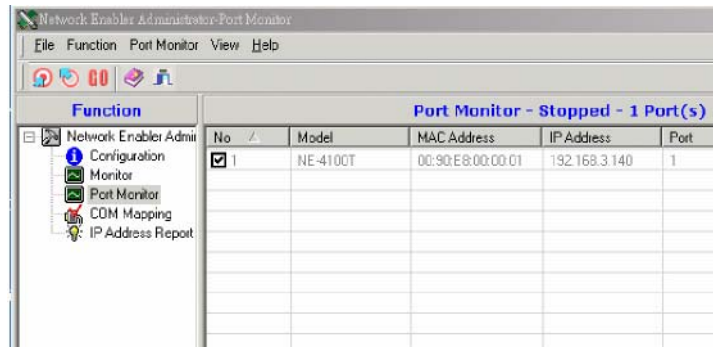 Network Enabler Administrator-Port Monitor
File Function Port Monitor View Help
GO
Function
Port Monitor - Stopped - 1 Port(s)
Network Enabler Admir
Configuration
Monitor
Port Monitor
COM Mapping
IP Address Report
No Model MAC Address IP Address Port
1 NE-4100T 00:90:E8:00:00:01 192.168.3.140 1